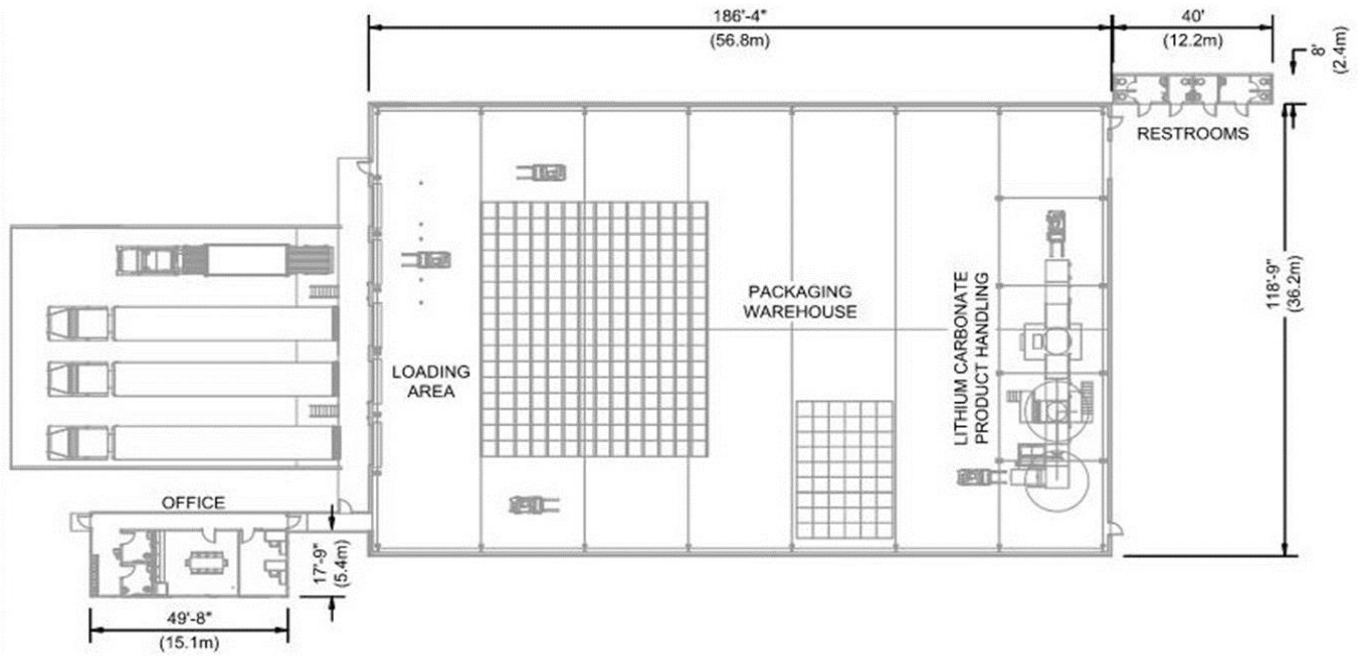 186'-4"
(56.8m)
40'
(12.2m)
8'
(2.4m)
RESTROOMS
118'-9"
(36.2m)
PACKAGING
WAREHOUSE
LITHIUM CARBONATE
PRODUCT HANDLING
LOADING
AREA
OFFICE
17'-9"
(5.4m)
49'-8"
(15.1m)